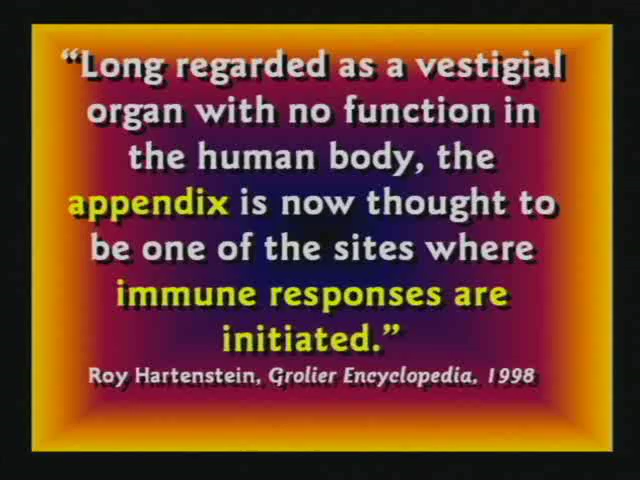 “Long regarded as a vestigial
organ with no function in
the human body, the
appendix is now thought to
be one of the sites where
immune responses are
initiated.”
Roy Hartenstein, Grolier Encyclopedia, 1998